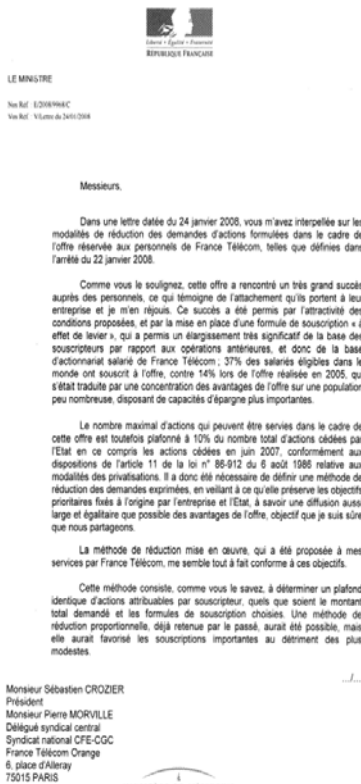 Liberté • Égalité • Fraternité
RÉPUBLIQUE FRANÇAISE
LE MINISTRE
Nos Réf : E/2008/9968/C
Vos Réf : V/Lettre du 24/01/2008
Messieurs,
Dans une lettre datée du 24 janvier 2008, vous m'avez interpellée sur les
modalités de réduction des demandes d'actions formulées dans le cadre de
l'offre réservée aux personnels de France Télécom, telles que définies dans
l'arrêté du 22 janvier 2008.
Comme vous le soulignez, cette offre a rencontré un très grand succès
auprès des personnels, ce qui témoigne de l'attachement qu'ils portent à leu
entreprise et je m'en réjouis. Ce succès a été permis par l'attractivité des
conditions proposées, et par la mise en place d'une formule de souscription « à
effet de levier », qui a permis un élargissement très significatif de la base des
souscripteurs par rapport aux opérations antérieures, et donc de la base
d'actionnariat salarié de France Télécom ; 37% des salariés éligibles dans le
monde ont souscrit à l'offre, contre 14% lors de l'offre réalisée en 2005, qui
s'était traduite par une concentration des avantages de l'offre sur une population
peu nombreuse, disposant de capacités d'épargne plus importantes.
Le nombre maximal d'actions qui peuvent être servies dans le cadre de
cette offre est toutefois plafonné à 10% du nombre total d'actions cédées par
l'Etat en ce compris les actions cédées en juin 2007, conformément aux
dispositions de l'article 11 de la loi n° 86-912 du 6 août 1986 relative aux
modalités des privatisations. Il a donc été nécessaire de définir une méthode de
réduction des demandes exprimées, en veillant à ce qu'elle préserve les objectifs
prioritaires fixés à l'origine par l'entreprise et l'Etat, à savoir une diffusion aussi
large et égalitaire que possible des avantages de l'offre, objectif que je suis sûre
que nous partageons.
La méthode de réduction mise en œuvre, qui a été proposée à mes
services par France Télécom, me semble tout à fait conforme à ces objectifs.
Cette méthode consiste, comme vous le savez, à déterminer un plafond
identique d'actions attribuables par souscripteur, quels que soient le montant
total demandé et les formules de souscription choisies. Une méthode de
réduction proportionnelle, déjà retenue par le passé, aurait été possible, mais
elle aurait favorisé les souscriptions importantes au détriment des plus
modestes.
.../...
Monsieur Sébastien CROZIER
Président
Monsieur Pierre MORVILLE
Délégué syndical central
Syndicat national CFE-CGC
France Télécom Orange
6, place d'Alleray
75015 PARIS